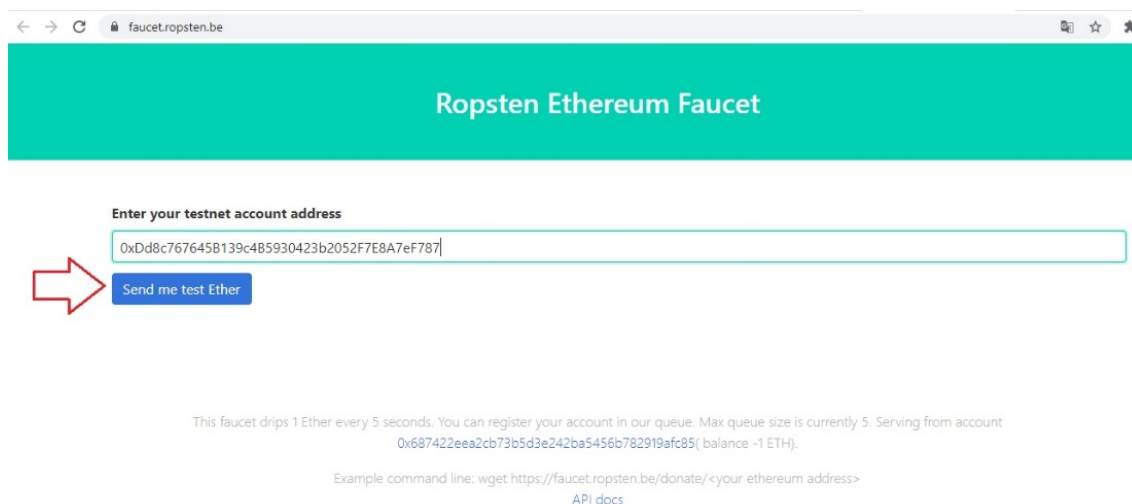 faucet.ropsten.be
Ropsten Ethereum Faucet
Enter your testnet account address
0xDd8c767645B139c4B5930423b2052F7E8A7eF787
Send me test Ether
This faucet drips 1 Ether every 5 seconds. You can register your account in our queue. Max queue size is currently 5. Serving from account
0x687422eea2cb73b5d3e242ba5456b782919afc85( balance -1 ETH).
Example command line: wget https://faucet.ropsten.be/donate/<your ethereum address>
API docs